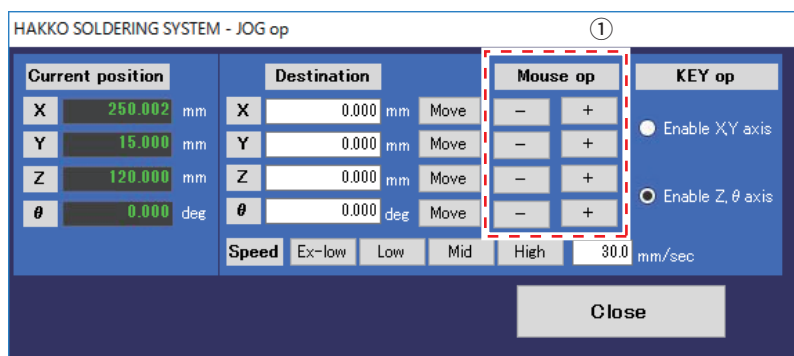 HAKKO SOLDERING SYSTEM - JOG op
①
Current position Destination Mouse op KEY op
X 250.002 mm X 0.000 mm Move − +
Enable X,Y axis
Y 15.000 mm Y 0.000 mm Move − +
Z 120.000 mm Z 0.000 mm Move − +
Enable Z, θ axis
θ 0.000 deg θ 0.000 deg Move − +
Speed Ex-low Low Mid High 30.0 mm/sec
Close